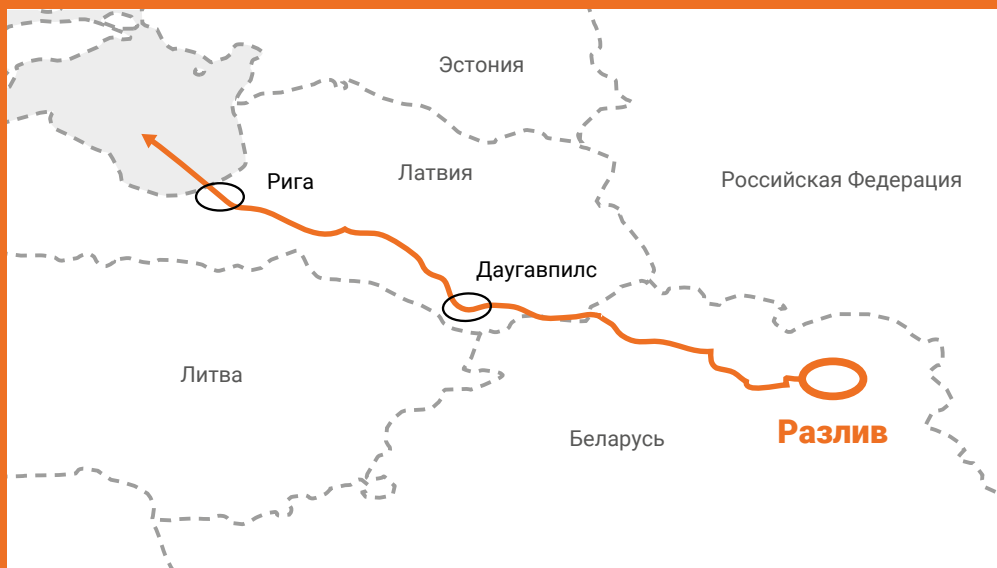 Эстония
Латвия
Российская Федерация
Рига
Даугавпилс
Литва
Разлив
Беларусь